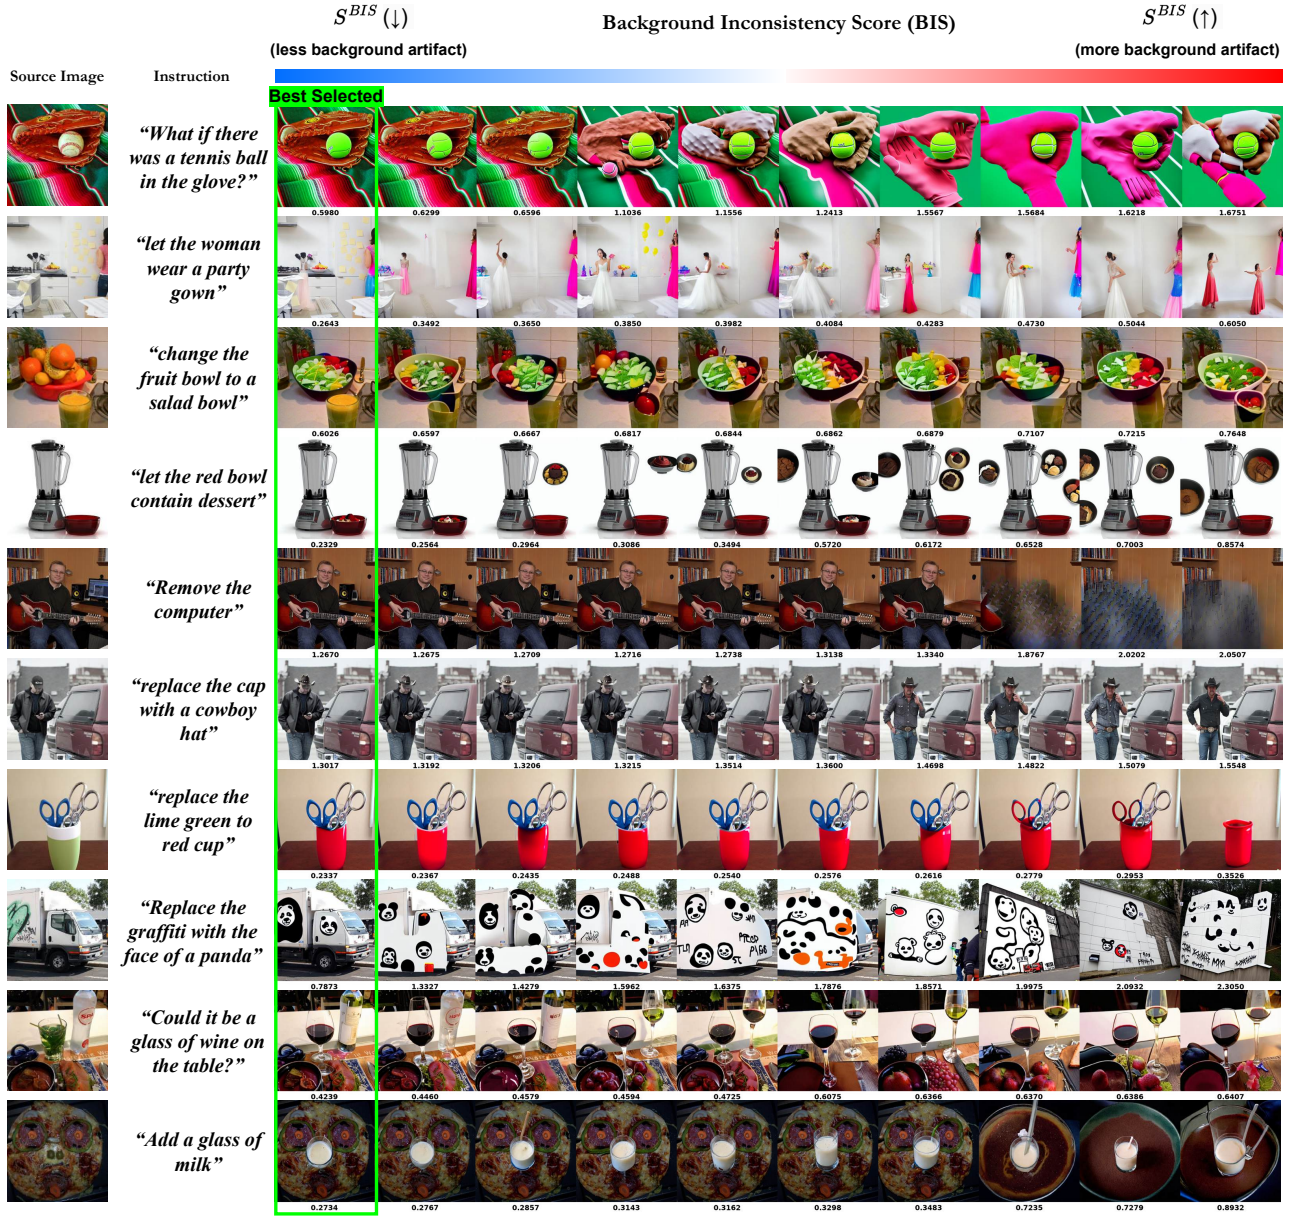 S^BIS (↓)
Background Inconsistency Score (BIS)
S^BIS (↑)
(less background artifact)
(more background artifact)
Source Image
Instruction
Best Selected
“What if there
was a tennis ball
in the glove?”
0.5980 0.6299 0.6596 1.1036 1.1556 1.2413 1.5567 1.5684 1.6218 1.6751
“let the woman
wear a party
gown”
0.2643 0.3492 0.3650 0.3850 0.3982 0.4084 0.4283 0.4730 0.5044 0.6050
“change the
fruit bowl to a
salad bowl”
0.6026 0.6597 0.6667 0.6817 0.6844 0.6862 0.6879 0.7107 0.7215 0.7648
“let the red bowl
contain dessert”
0.2329 0.2564 0.2964 0.3086 0.3494 0.5720 0.6172 0.6528 0.7003 0.8574
“Remove the
computer”
1.2670 1.2675 1.2709 1.2716 1.2738 1.3138 1.3340 1.8767 2.0202 2.0507
“replace the cap
with a cowboy
hat”
1.3017 1.3192 1.3206 1.3215 1.3514 1.3600 1.4698 1.4822 1.5079 1.5548
“replace the
lime green to
red cup”
0.2337 0.2367 0.2435 0.2488 0.2540 0.2576 0.2616 0.2779 0.2953 0.3526
“Replace the
graffiti with the
face of a panda”
0.7873 1.3327 1.4279 1.5962 1.6375 1.7876 1.8571 1.9975 2.0932 2.3050
“Could it be a
glass of wine on
the table?”
0.4239 0.4460 0.4579 0.4594 0.4725 0.6075 0.6366 0.6370 0.6386 0.6407
“Add a glass of
milk”
0.2734 0.2767 0.2857 0.3143 0.3162 0.3298 0.3483 0.7235 0.7279 0.8932